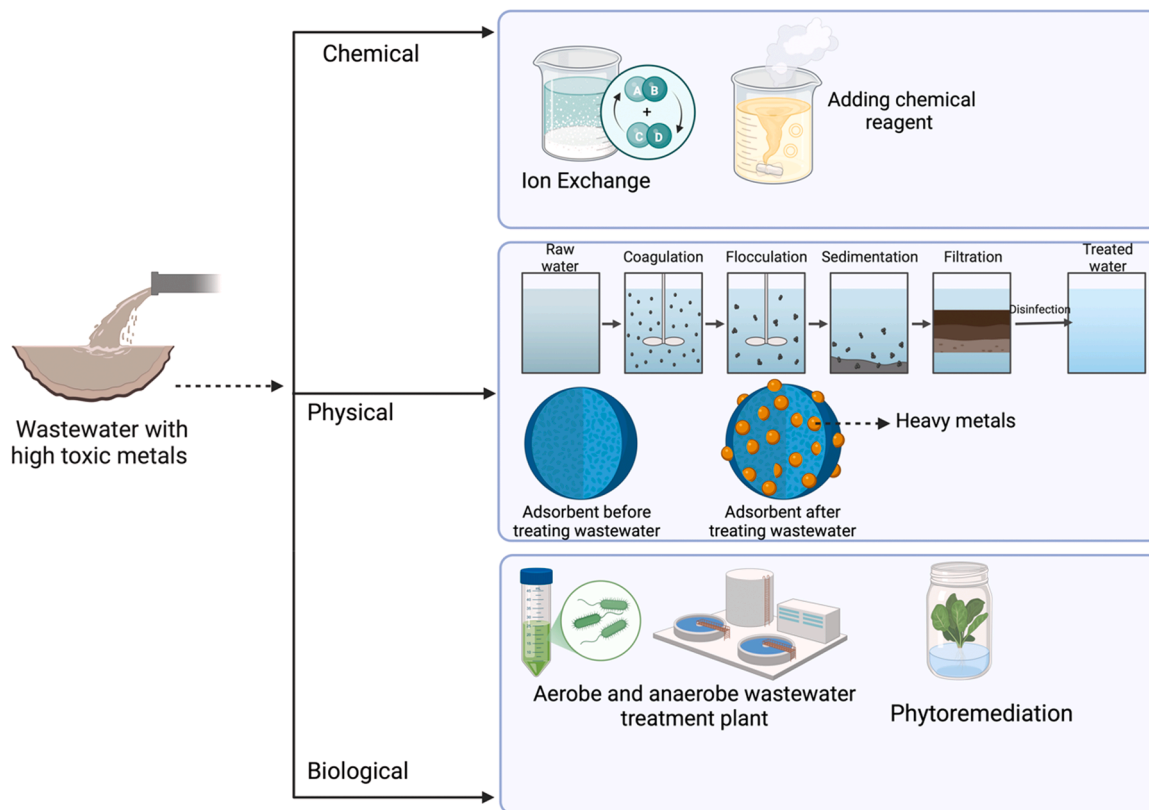 Chemical
A B
+
C D
Ion Exchange
Adding chemical
reagent
Wastewater with
high toxic metals
Physical
Raw
water
Coagulation
Flocculation
Sedimentation
Filtration
Disinfection
Treated
water
Heavy metals
Adsorbent before
treating wastewater
Adsorbent after
treating wastewater
Biological
Aerobe and anaerobe wastewater
treatment plant
Phytoremediation